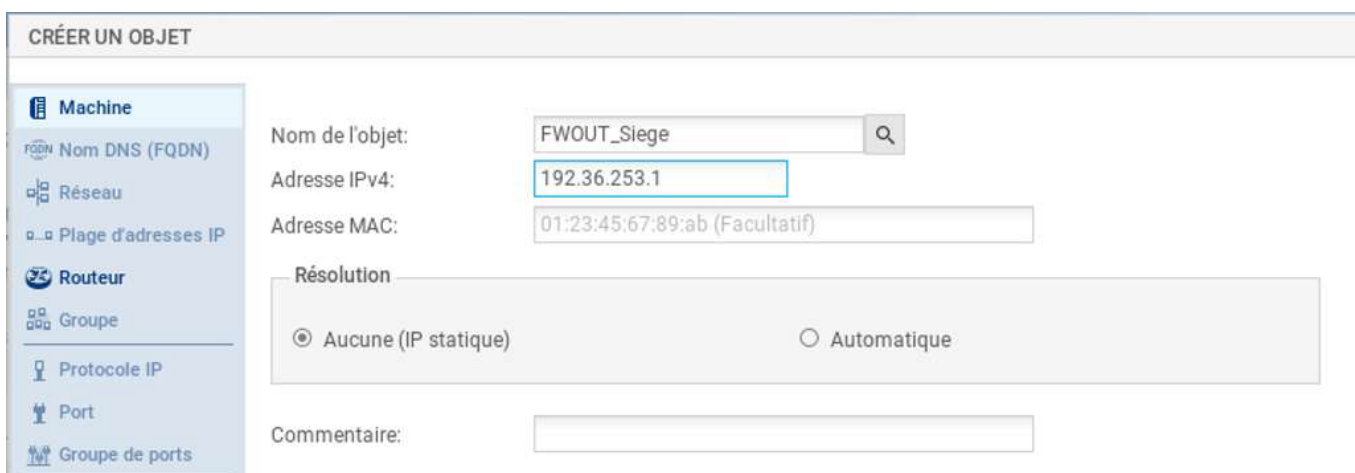 CRÉER UN OBJET
Machine
FQDN Nom DNS (FQDN)
Réseau
Plage d'adresses IP
Routeur
Groupe
Protocole IP
Port
Groupe de ports
Nom de l'objet: FWOUT_Siege
Adresse IPv4: 192.36.253.1
Adresse MAC: 01:23:45:67:89:ab (Facultatif)
Résolution
Aucune (IP statique) Automatique
Commentaire: